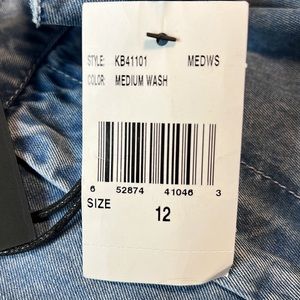 STYLE: KB41101 MEDWS
COLOR: MEDIUM WASH
6 52874 41046 3
SIZE 12